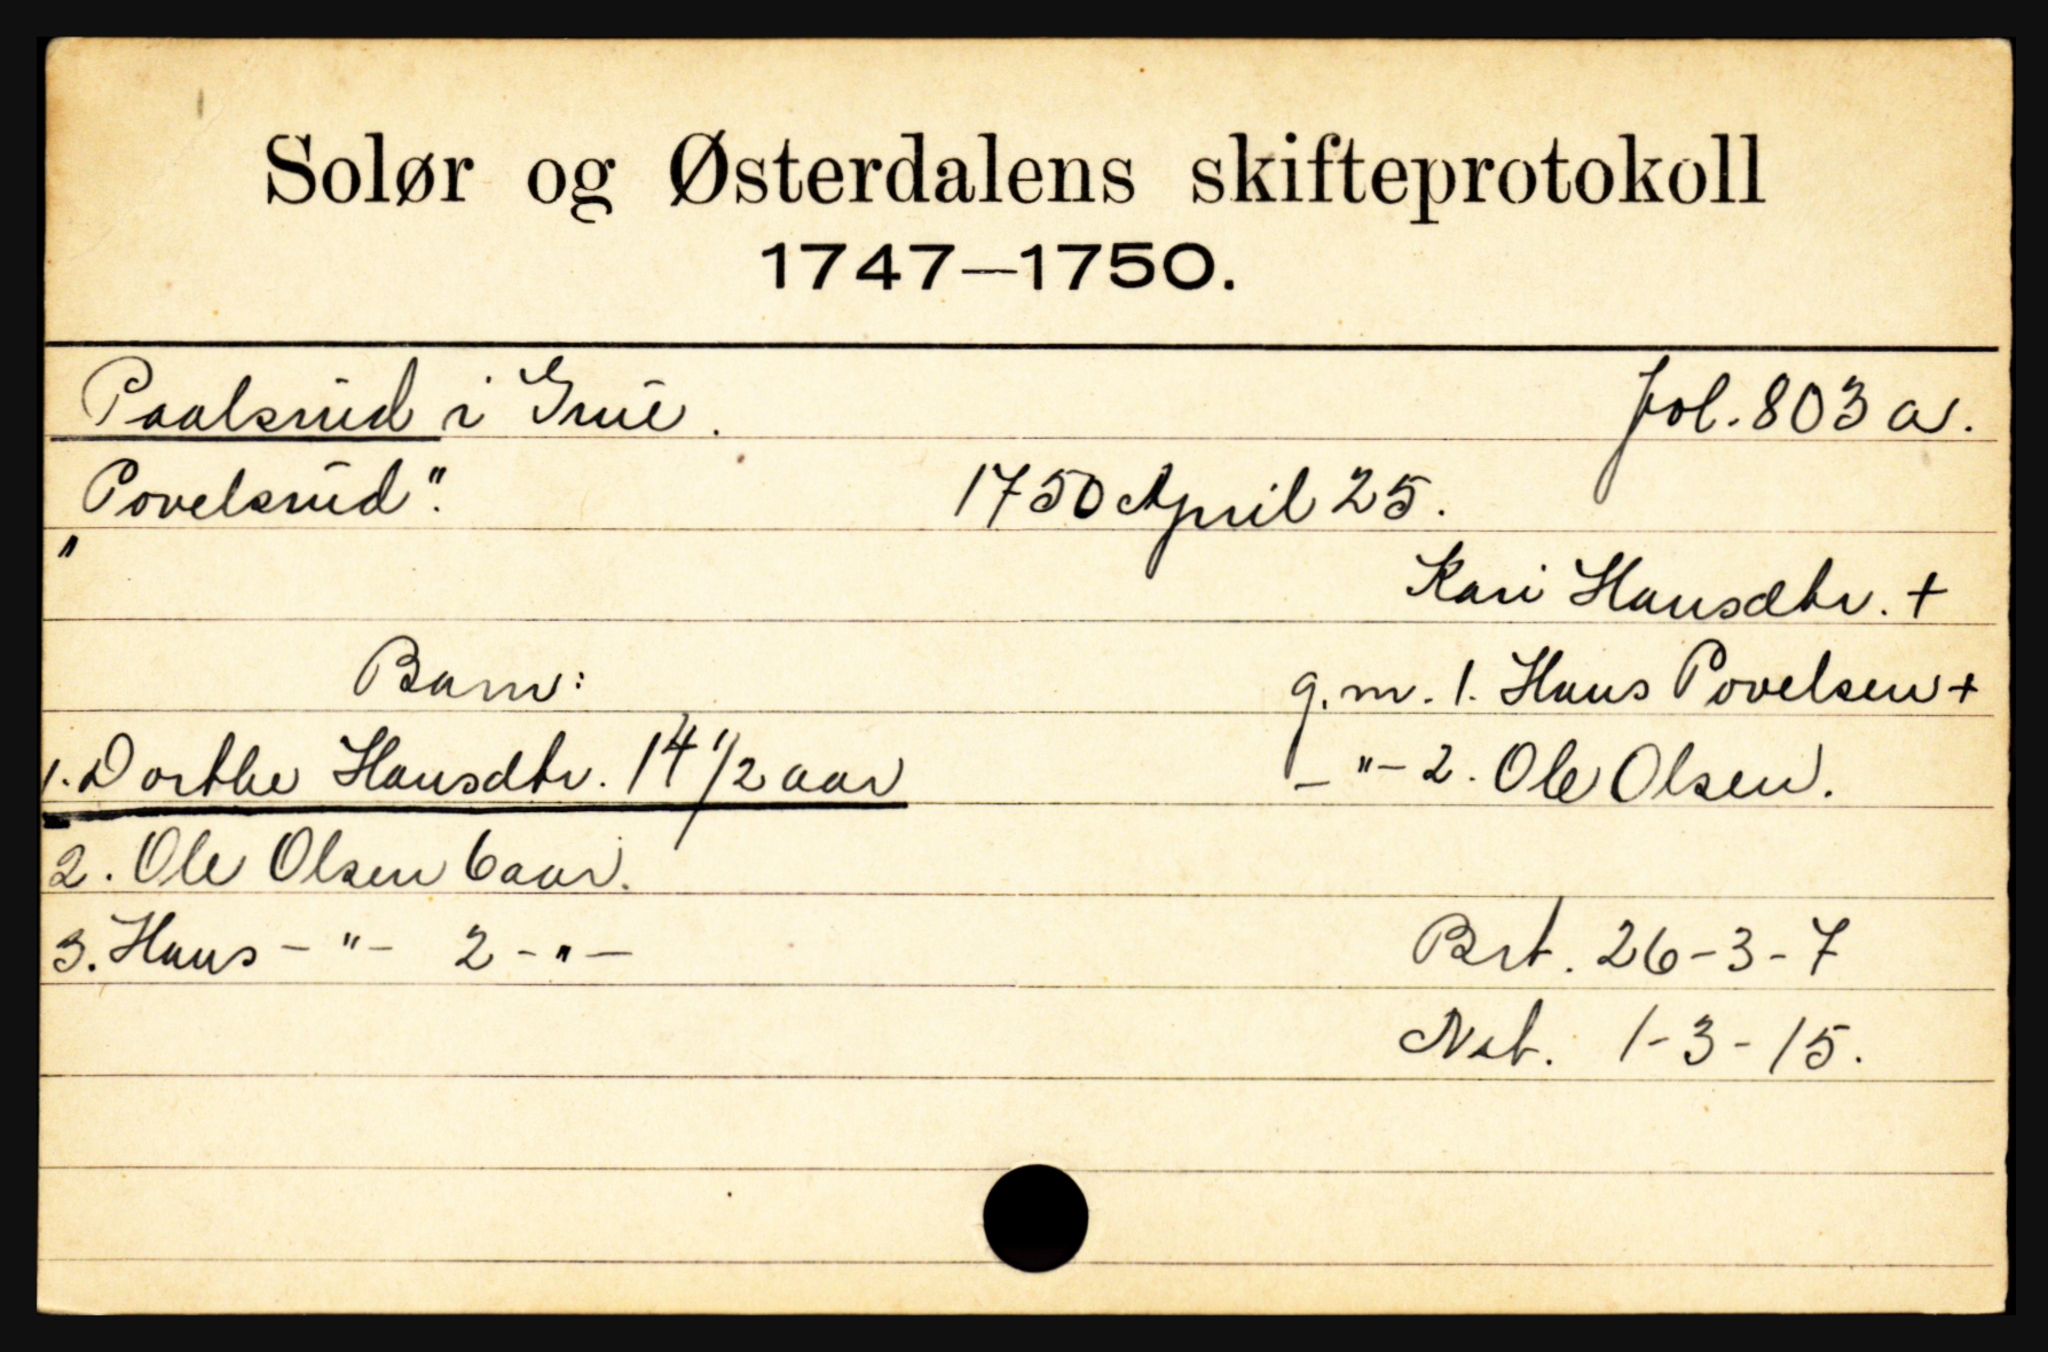 Solør og Østerdalens skifteprotokoll
1747—1750.
Paalsrud i Grue. fol. 803 a.
"Povelsrud". 1750 April 25.
Kari Hansdtr. +
Barn: g. m. 1. Hans Povelsen +
1. Dorthe Hansdtr. 14 1/2 aar – " – 2. Ole Olsen.
2. Ole Olsen 6 aar.
3. Hans – " – 2 – " – Brt. 26-3-7
Net. 1-3-15.